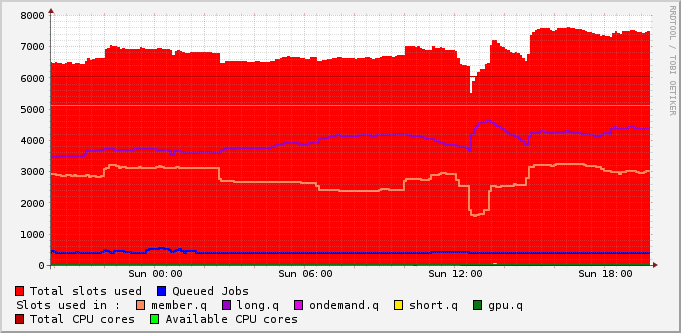 8000
7000
6000
5000
4000
3000
2000
1000
0
Sun 00:00 Sun 06:00 Sun 12:00 Sun 18:00
Total slots used Queued Jobs
Slots used in : member.q long.q ondemand.q short.q gpu.q
Total CPU cores Available CPU cores
RRDTOOL / TOBI OETIKER